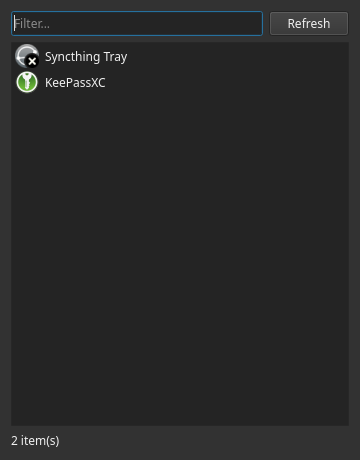 Filter...
Refresh
Syncthing Tray
KeePassXC
2 item(s)